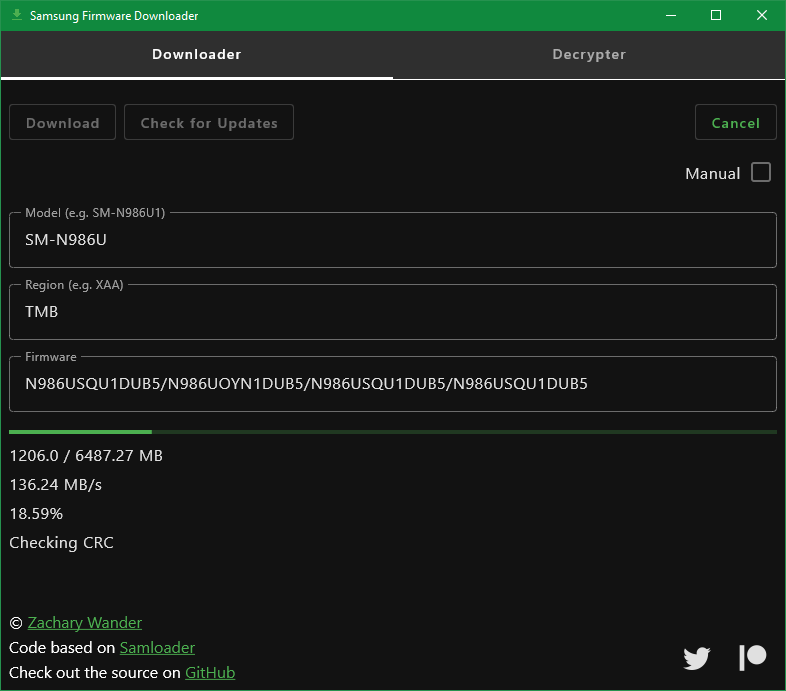 Samsung Firmware Downloader
Downloader Decrypter
Download Check for Updates Cancel
Manual
Model (e.g. SM-N986U1)
SM-N986U
Region (e.g. XAA)
TMB
Firmware
N986USQU1DUB5/N986UOYN1DUB5/N986USQU1DUB5/N986USQU1DUB5
1206.0 / 6487.27 MB
136.24 MB/s
18.59%
Checking CRC
© Zachary Wander
Code based on Samloader
Check out the source on GitHub